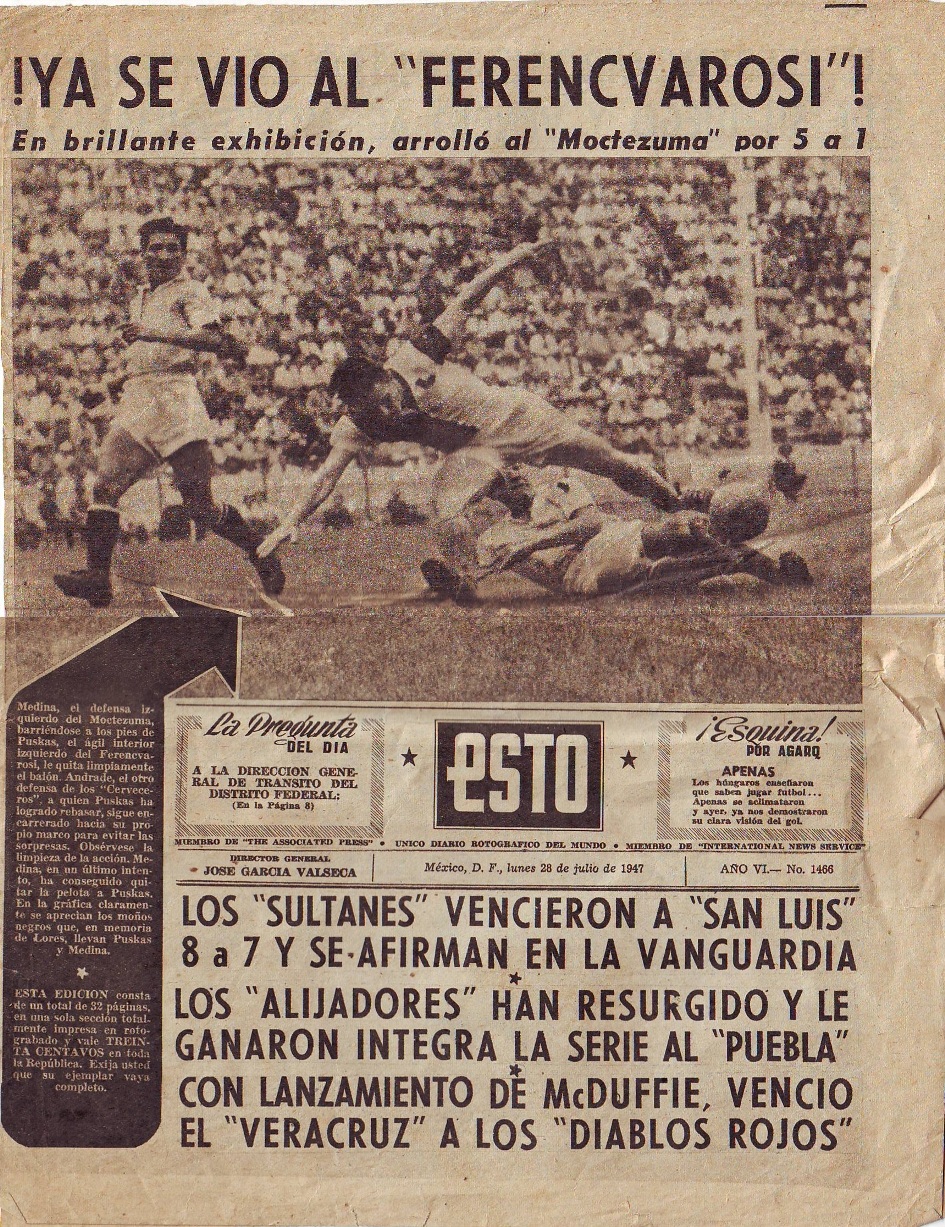 !YA SE VIO AL "FERENCVAROSI"!
En brillante exhibición, arrolló al "Moctezuma" por 5 a 1
Medina, el defensa iz-
quierdo del Moctezuma,
barriéndose a los pies de
Puskas, el ágil interior
izquierdo del Ferencva-
rosi, le quita limpiamente
el balón. Andrade, el otro
defensa de los "Cervece-
ros", a quien Puskas ha
logrado rebasar, sigue en-
carrerado hacia su pro-
pio marco para evitar las
sorpresas. Obsérvese la
limpieza de la acción. Me-
dina, en un último inten-
to, ha conseguido qui-
tar la pelota a Puskas.
En la gráfica claramen-
te se aprecian los moños
negros que, en memoria
de Lores, llevan Puskas
y Medina.
ESTA EDICION consta
de un total de 32 páginas,
en una sola sección total-
mente impresa en roto-
grabado y vale TREIN-
TA CENTAVOS en toda
la República. Exija usted
que su ejemplar vaya
completo.
La Pregunta
DEL DIA
A LA DIRECCION GENE-
RAL DE TRANSITO DEL
DISTRITO FEDERAL:
(En la Página 8)
ESTO
¡Esquina!
POR AGARQ
APENAS
Los húngaros enseñaron
que saben jugar fútbol...
Apenas se aclimataron
y ayer, ya nos demostraron
su clara visión del gol.
MIEMBRO DE "THE ASSOCIATED PRESS" • UNICO DIARIO ROTOGRAFICO DEL MUNDO • MIEMBRO DE "INTERNATIONAL NEWS SERVICE"
DIRECTOR GENERAL
JOSE GARCIA VALSECA
México, D. F., lunes 28 de julio de 1947
AÑO VI.— No. 1466
LOS "SULTANES" VENCIERON A "SAN LUIS"
8 a 7 Y SE AFIRMAN EN LA VANGUARDIA
LOS "ALIJADORES" HAN RESURGIDO Y LE
GANARON INTEGRA LA SERIE AL "PUEBLA"
CON LANZAMIENTO DE McDUFFIE, VENCIO
EL "VERACRUZ" A LOS "DIABLOS ROJOS"